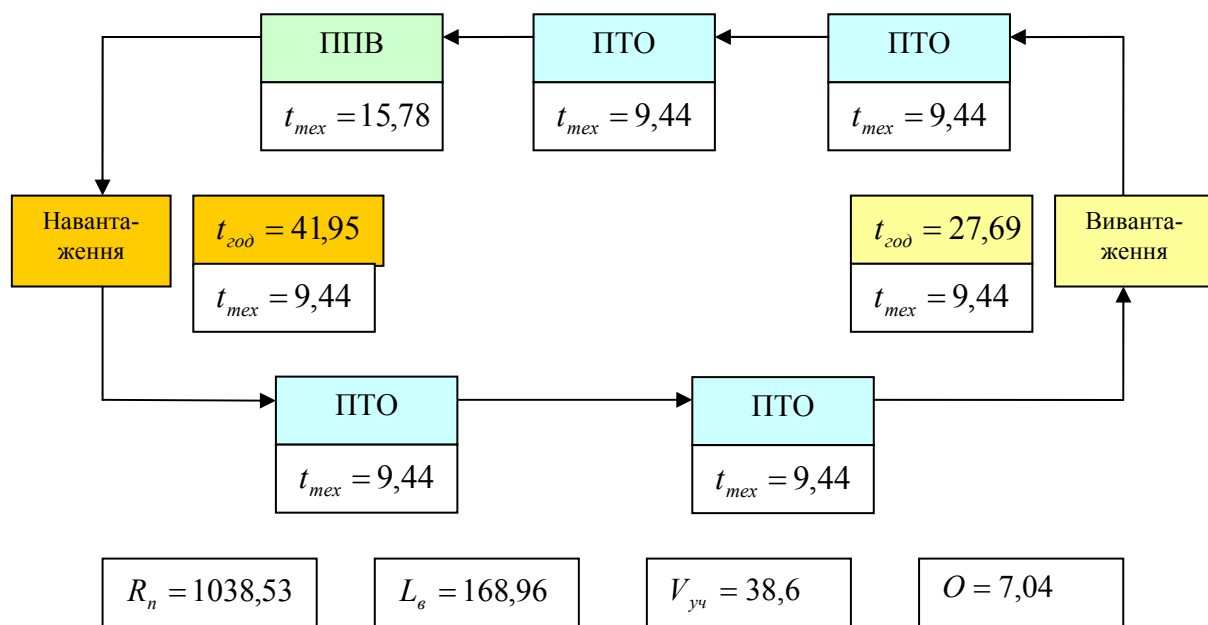 ППВ
ПТО
ПТО
t_тех = 15,78
t_тех = 9,44
t_тех = 9,44
Наванта-
ження
t_год = 41,95
t_тех = 9,44
t_год = 27,69
t_тех = 9,44
Виванта-
ження
ПТО
ПТО
t_тех = 9,44
t_тех = 9,44
R_п = 1038,53
L_в = 168,96
V_уч = 38,6
O = 7,04